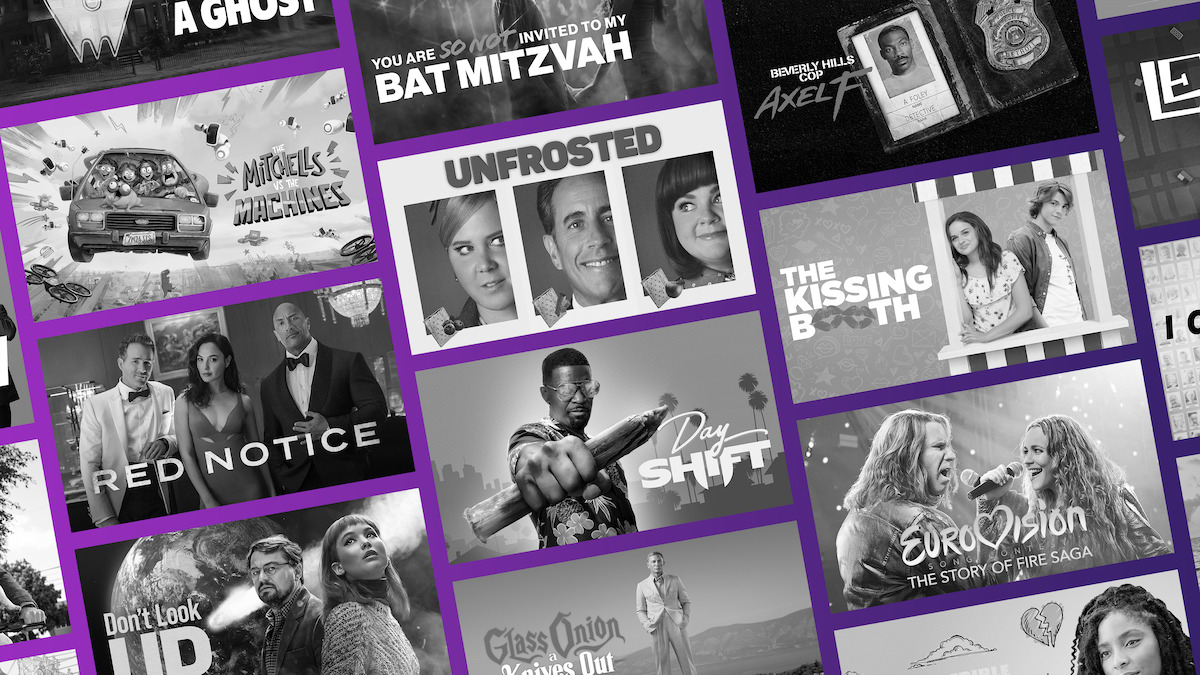 A GHOST
THE
MITCHELLS
VS THE
MACHINES
RED NOTICE
Don't Look
UP
YOU ARE SO NOT INVITED TO MY
BAT MITZVAH
UNFROSTED
Day
SHIFT
Glass Onion
a
Knives Out
BEVERLY HILLS
COP
AXEL F
A FOLEY
NAME
DETECTIVE
THE
KISSING
BOOTH
EUROVISION
SONG CONTEST
THE STORY OF FIRE SAGA
LET
I